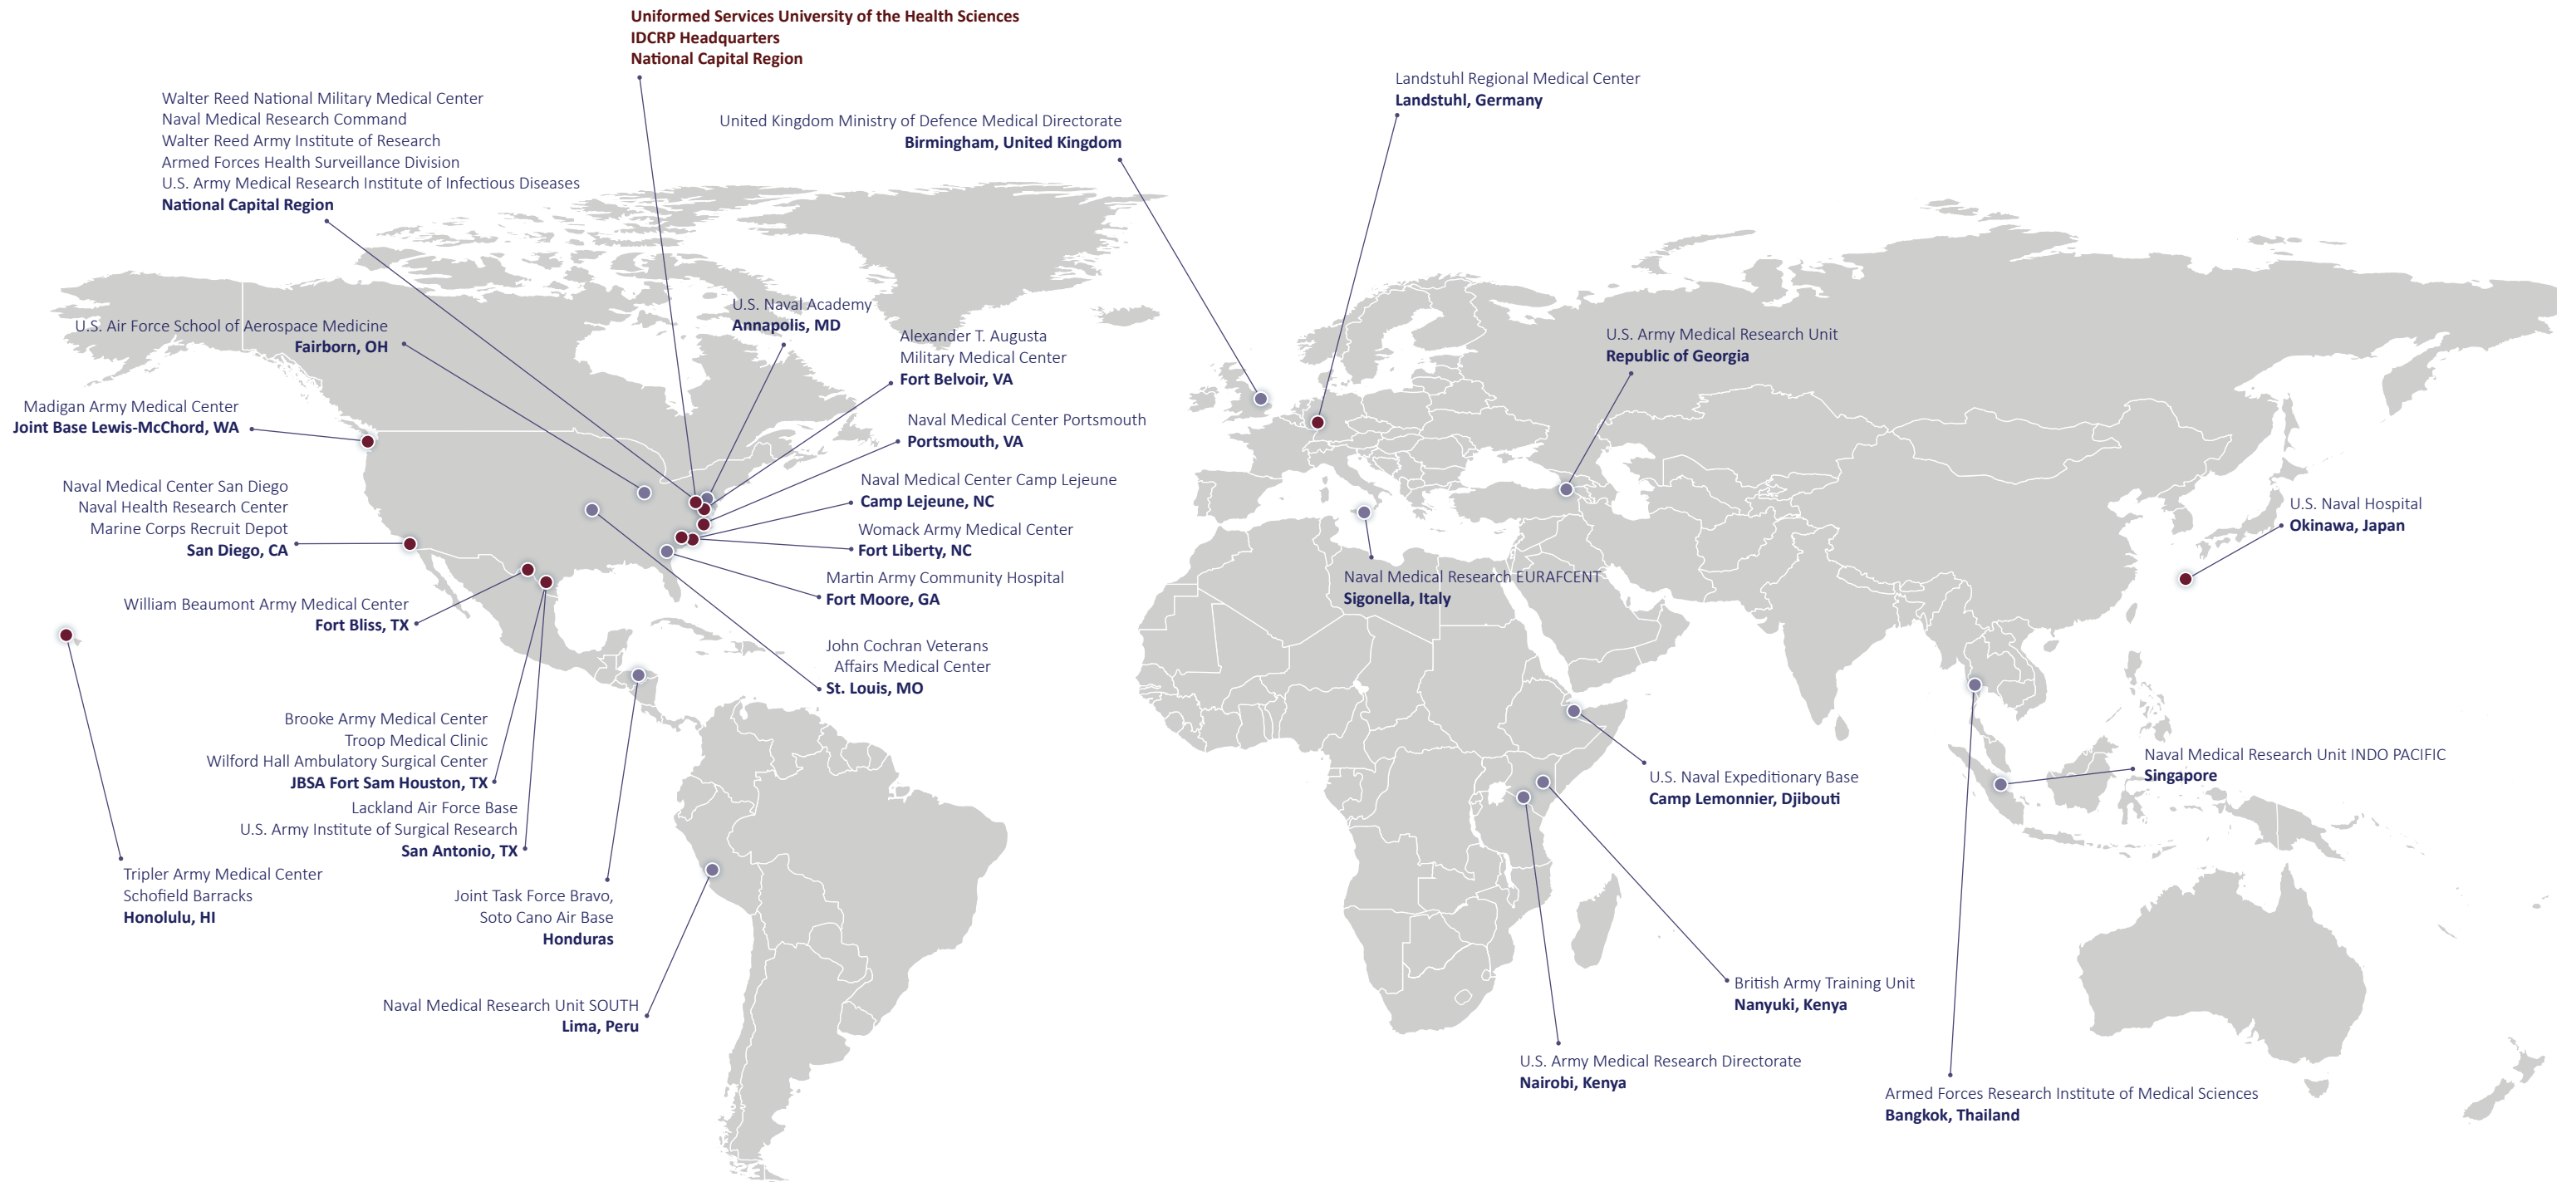 Uniformed Services University of the Health Sciences
IDCRP Headquarters
National Capital Region
Walter Reed National Military Medical Center
Naval Medical Research Command
Walter Reed Army Institute of Research
Armed Forces Health Surveillance Division
U.S. Army Medical Research Institute of Infectious Diseases
National Capital Region
United Kingdom Ministry of Defence Medical Directorate
Birmingham, United Kingdom
Landstuhl Regional Medical Center
Landstuhl, Germany
U.S. Air Force School of Aerospace Medicine
Fairborn, OH
U.S. Naval Academy
Annapolis, MD
Alexander T. Augusta
Military Medical Center
Fort Belvoir, VA
U.S. Army Medical Research Unit
Republic of Georgia
Madigan Army Medical Center
Joint Base Lewis-McChord, WA
Naval Medical Center Portsmouth
Portsmouth, VA
Naval Medical Center San Diego
Naval Health Research Center
Marine Corps Recruit Depot
San Diego, CA
Naval Medical Center Camp Lejeune
Camp Lejeune, NC
Womack Army Medical Center
Fort Liberty, NC
U.S. Naval Hospital
Okinawa, Japan
Martin Army Community Hospital
Fort Moore, GA
Naval Medical Research EURAFCENT
Sigonella, Italy
William Beaumont Army Medical Center
Fort Bliss, TX
John Cochran Veterans
Affairs Medical Center
St. Louis, MO
Brooke Army Medical Center
Troop Medical Clinic
Wilford Hall Ambulatory Surgical Center
JBSA Fort Sam Houston, TX
Lackland Air Force Base
U.S. Army Institute of Surgical Research
San Antonio, TX
Naval Medical Research Unit INDO PACIFIC
Singapore
U.S. Naval Expeditionary Base
Camp Lemonnier, Djibouti
Tripler Army Medical Center
Schofield Barracks
Honolulu, HI
Joint Task Force Bravo,
Soto Cano Air Base
Honduras
Naval Medical Research Unit SOUTH
Lima, Peru
British Army Training Unit
Nanyuki, Kenya
U.S. Army Medical Research Directorate
Nairobi, Kenya
Armed Forces Research Institute of Medical Sciences
Bangkok, Thailand